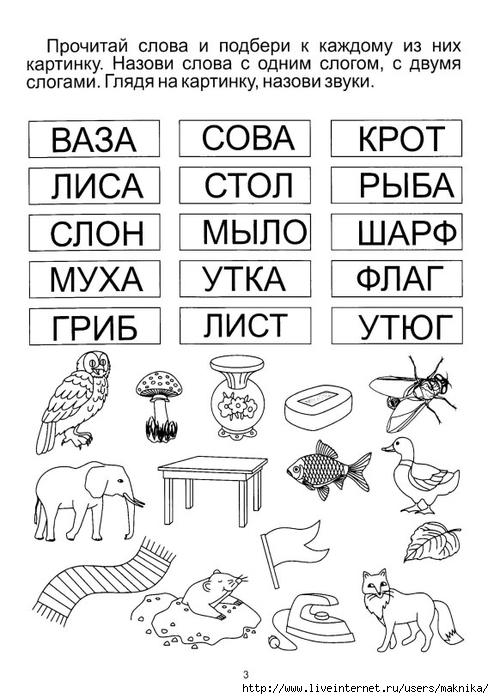 Прочитай слова и подбери к каждому из них
картинку. Назови слова с одним слогом, с двумя
слогами. Глядя на картинку, назови звуки.
ВАЗА СОВА КРОТ
ЛИСА СТОЛ РЫБА
СЛОН МЫЛО ШАРФ
МУХА УТКА ФЛАГ
ГРИБ ЛИСТ УТЮГ
3
http://www.liveinternet.ru/users/maknika/